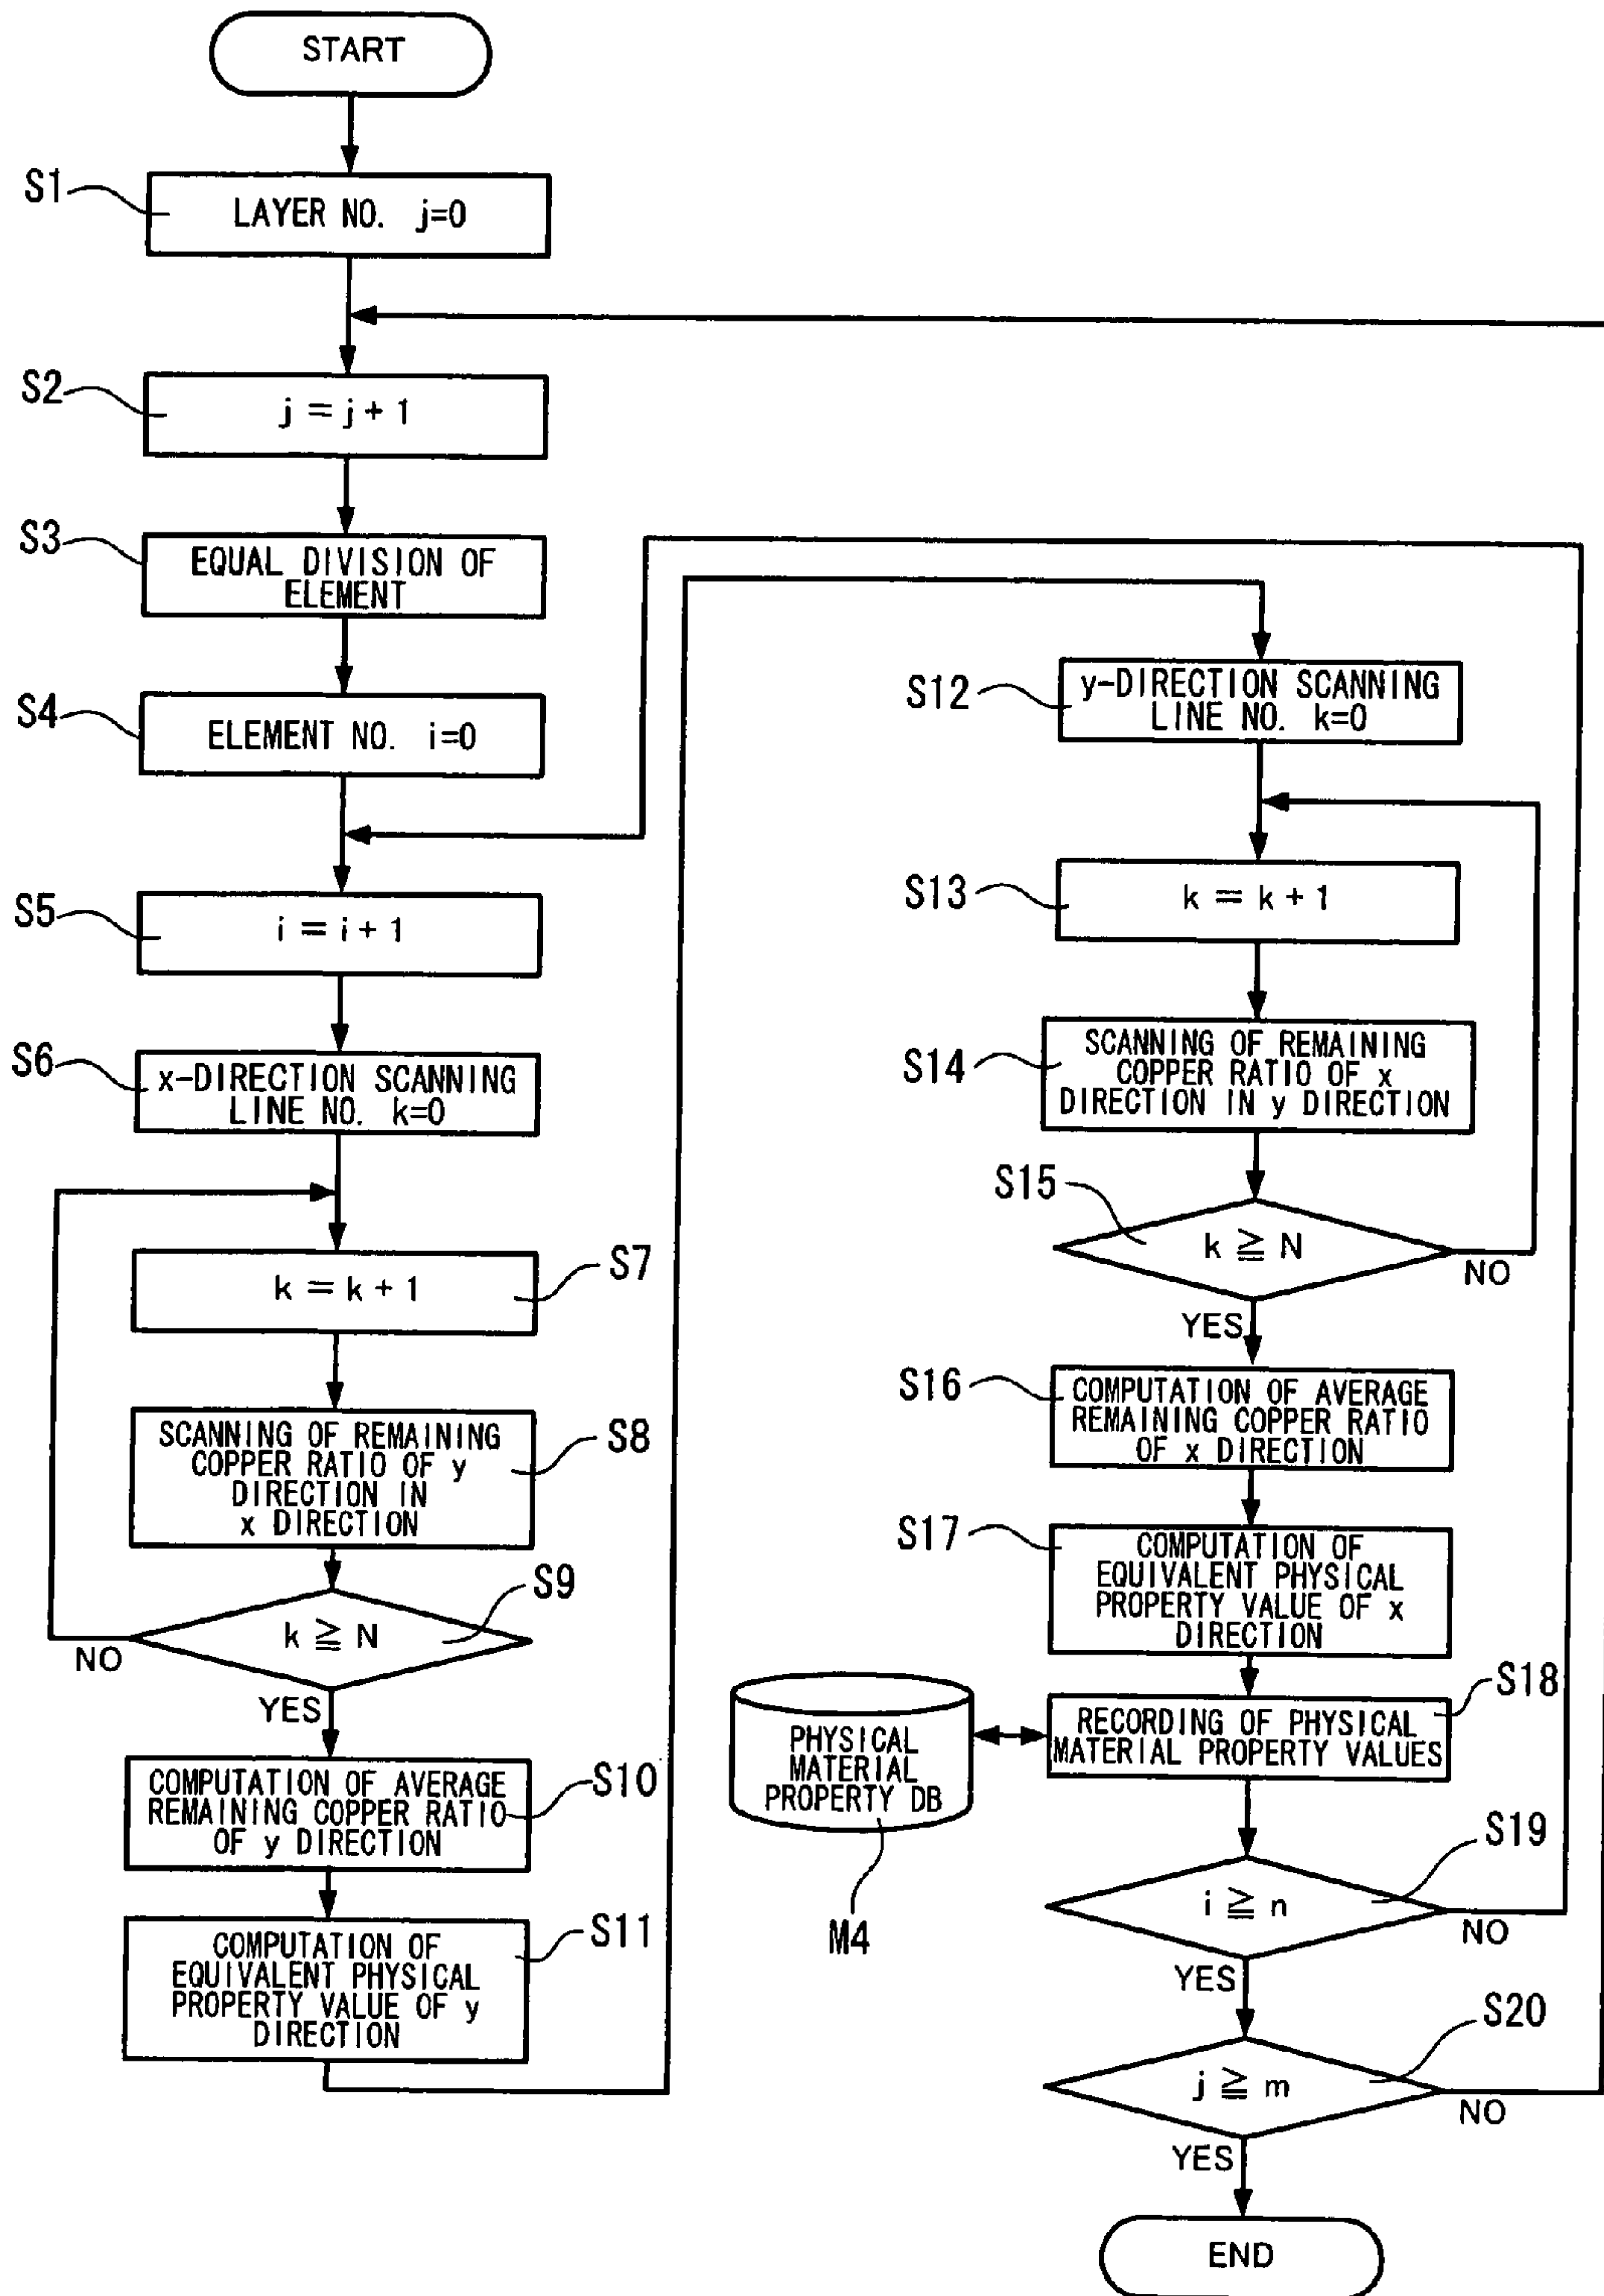 START
S1
LAYER NO. j=0
S2
j = j + 1
S3
EQUAL DIVISION OF
ELEMENT
S4
ELEMENT NO. i=0
S5
i = i + 1
S6
x-DIRECTION SCANNING
LINE NO. k=0
S7
k = k + 1
S8
SCANNING OF REMAINING
COPPER RATIO OF y
DIRECTION IN
x DIRECTION
S9
k ≧ N
NO
YES
S10
COMPUTATION OF AVERAGE
REMAINING COPPER RATIO
OF y DIRECTION
S11
COMPUTATION OF
EQUIVALENT PHYSICAL
PROPERTY VALUE OF y
DIRECTION
S12
y-DIRECTION SCANNING
LINE NO. k=0
S13
k = k + 1
S14
SCANNING OF REMAINING
COPPER RATIO OF x
DIRECTION IN y DIRECTION
S15
k ≧ N
NO
YES
S16
COMPUTATION OF AVERAGE
REMAINING COPPER RATIO
OF x DIRECTION
S17
COMPUTATION OF
EQUIVALENT PHYSICAL
PROPERTY VALUE OF x
DIRECTION
S18
RECORDING OF PHYSICAL
MATERIAL PROPERTY VALUES
PHYSICAL
MATERIAL
PROPERTY DB
M4
S19
i ≧ n
NO
YES
S20
j ≧ m
NO
YES
END